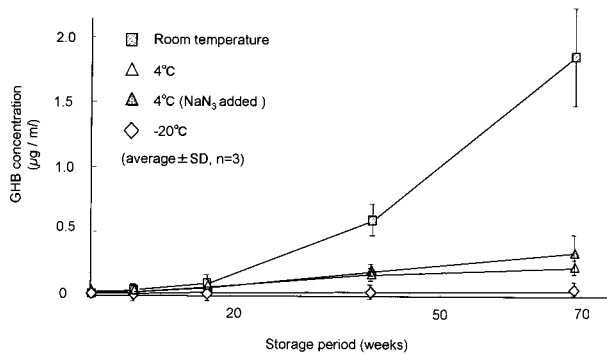 2.0
1.5
1.0
0.5
0
GHB concentration
(µg / ml)
Room temperature
4℃
4℃ (NaN₃ added )
-20℃
(average±SD, n=3)
20
50
70
Storage period (weeks)